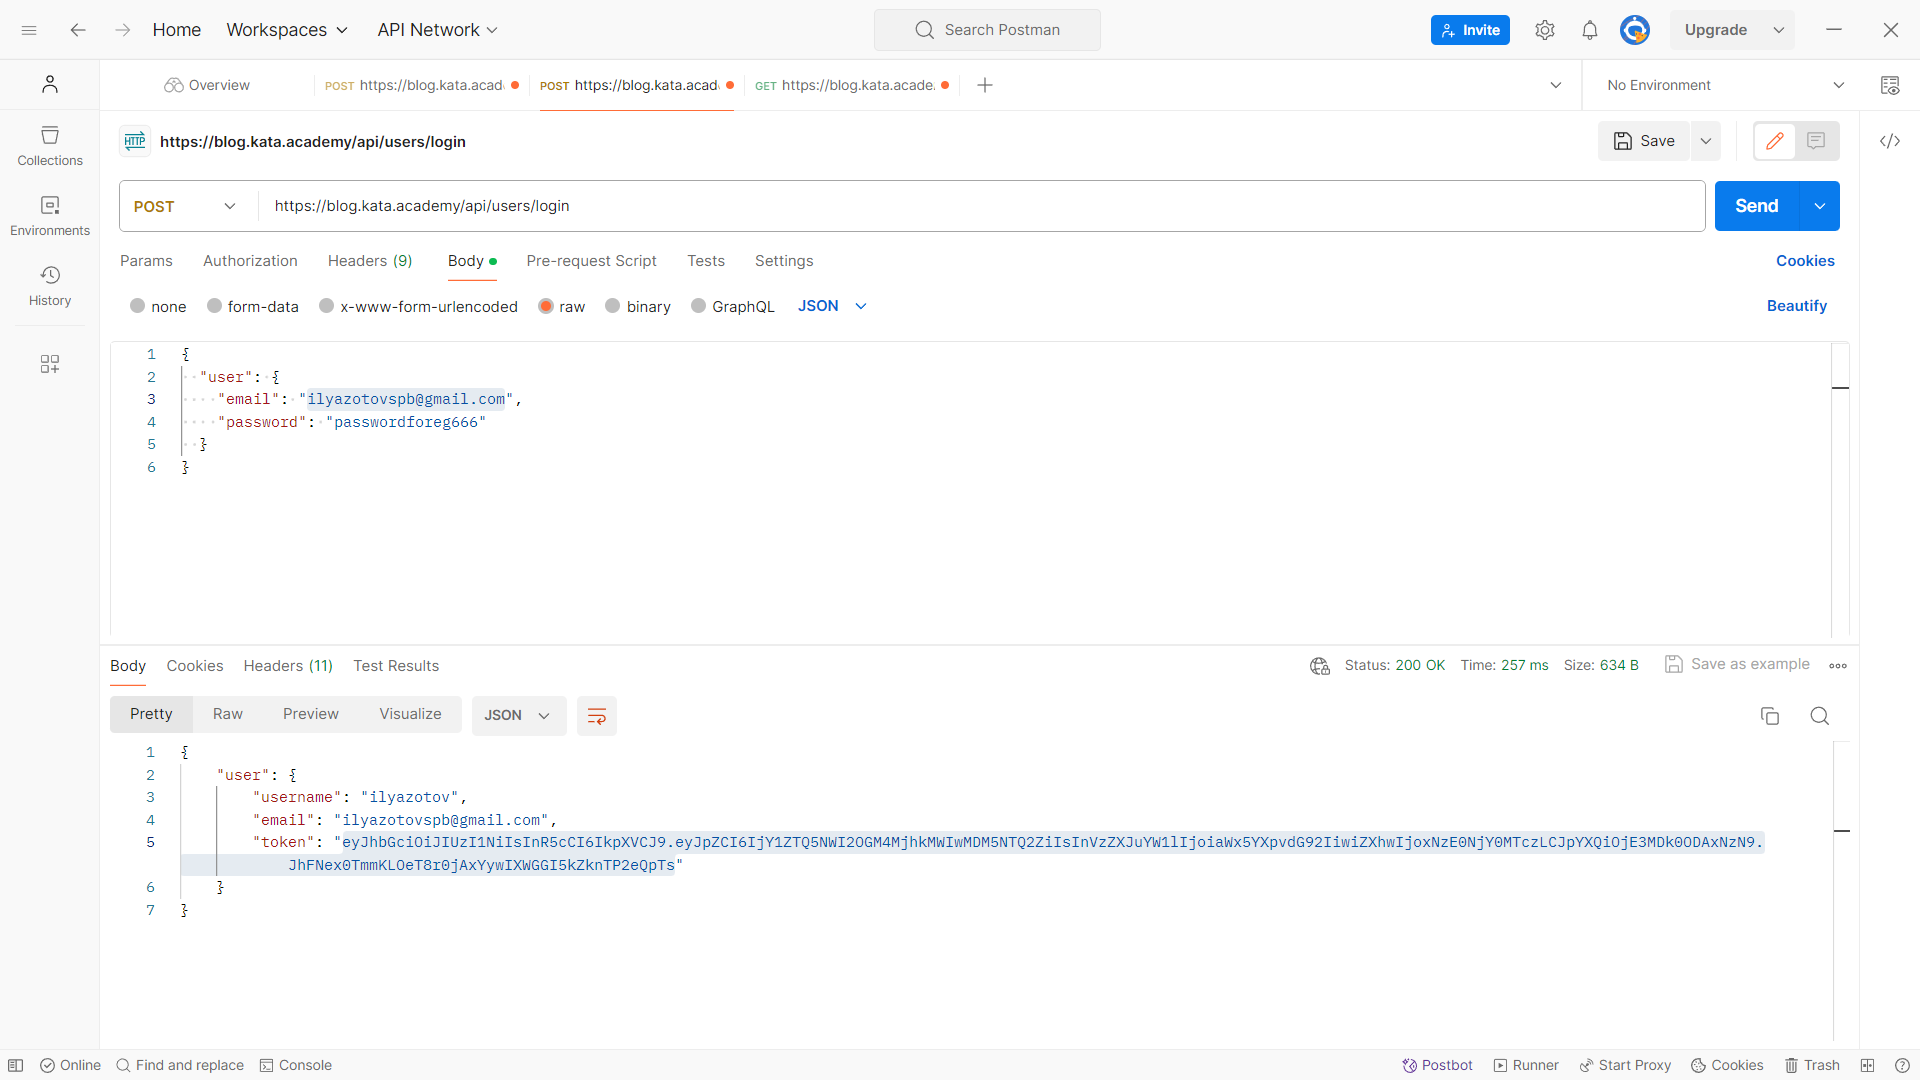 Home Workspaces API Network Search Postman Invite Upgrade
Overview POST https://blog.kata.acad POST https://blog.kata.acad GET https://blog.kata.acade No Environment
HTTP https://blog.kata.academy/api/users/login Save
Collections
POST https://blog.kata.academy/api/users/login Send
Environments
Params Authorization Headers (9) Body Pre-request Script Tests Settings Cookies
History
none form-data x-www-form-urlencoded raw binary GraphQL JSON Beautify
1 {
2 "user": {
3 "email": "ilyazotovspb@gmail.com",
4 "password": "passwordforeg666"
5 }
6 }
Body Cookies Headers (11) Test Results Status: 200 OK Time: 257 ms Size: 634 B Save as example
Pretty Raw Preview Visualize JSON
1 {
2 "user": {
3 "username": "ilyazotov",
4 "email": "ilyazotovspb@gmail.com",
5 "token": "eyJhbGciOiJIUzI1NiIsInR5cCI6IkpXVCJ9.eyJpZCI6IjY1ZTQ5NWI2OGM4MjhkMWIwMDM5NTQ2ZiIsInVzZXJuYW1lIjoiaWx5YXpvdG92IiwiZXhwIjoxNzE0NjY0MTczLCJpYXQiOjE3MDk0ODAxNzN9.
JhFNex0TmmKLOeT8r0jAxYywIXWGGI5kZknTP2eQpTs"
6 }
7 }
Online Find and replace Console Postbot Runner Start Proxy Cookies Trash